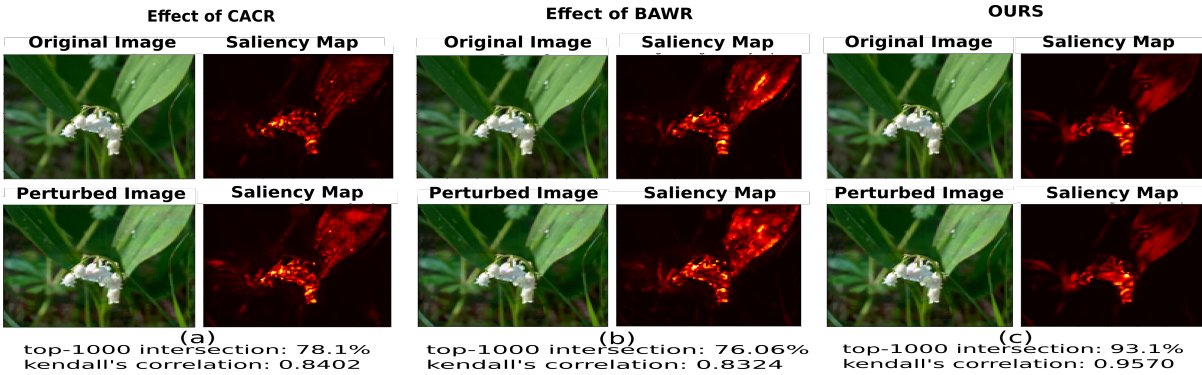 Effect of CACR
Effect of BAWR
OURS
Original Image
Saliency Map
Original Image
Saliency Map
Original Image
Saliency Map
Perturbed Image
Saliency Map
Perturbed Image
Saliency Map
Perturbed Image
Saliency Map
(a)
(b)
(c)
top-1000 intersection: 78.1%
kendall's correlation: 0.8402
top-1000 intersection: 76.06%
kendall's correlation: 0.8324
top-1000 intersection: 93.1%
kendall's correlation: 0.9570